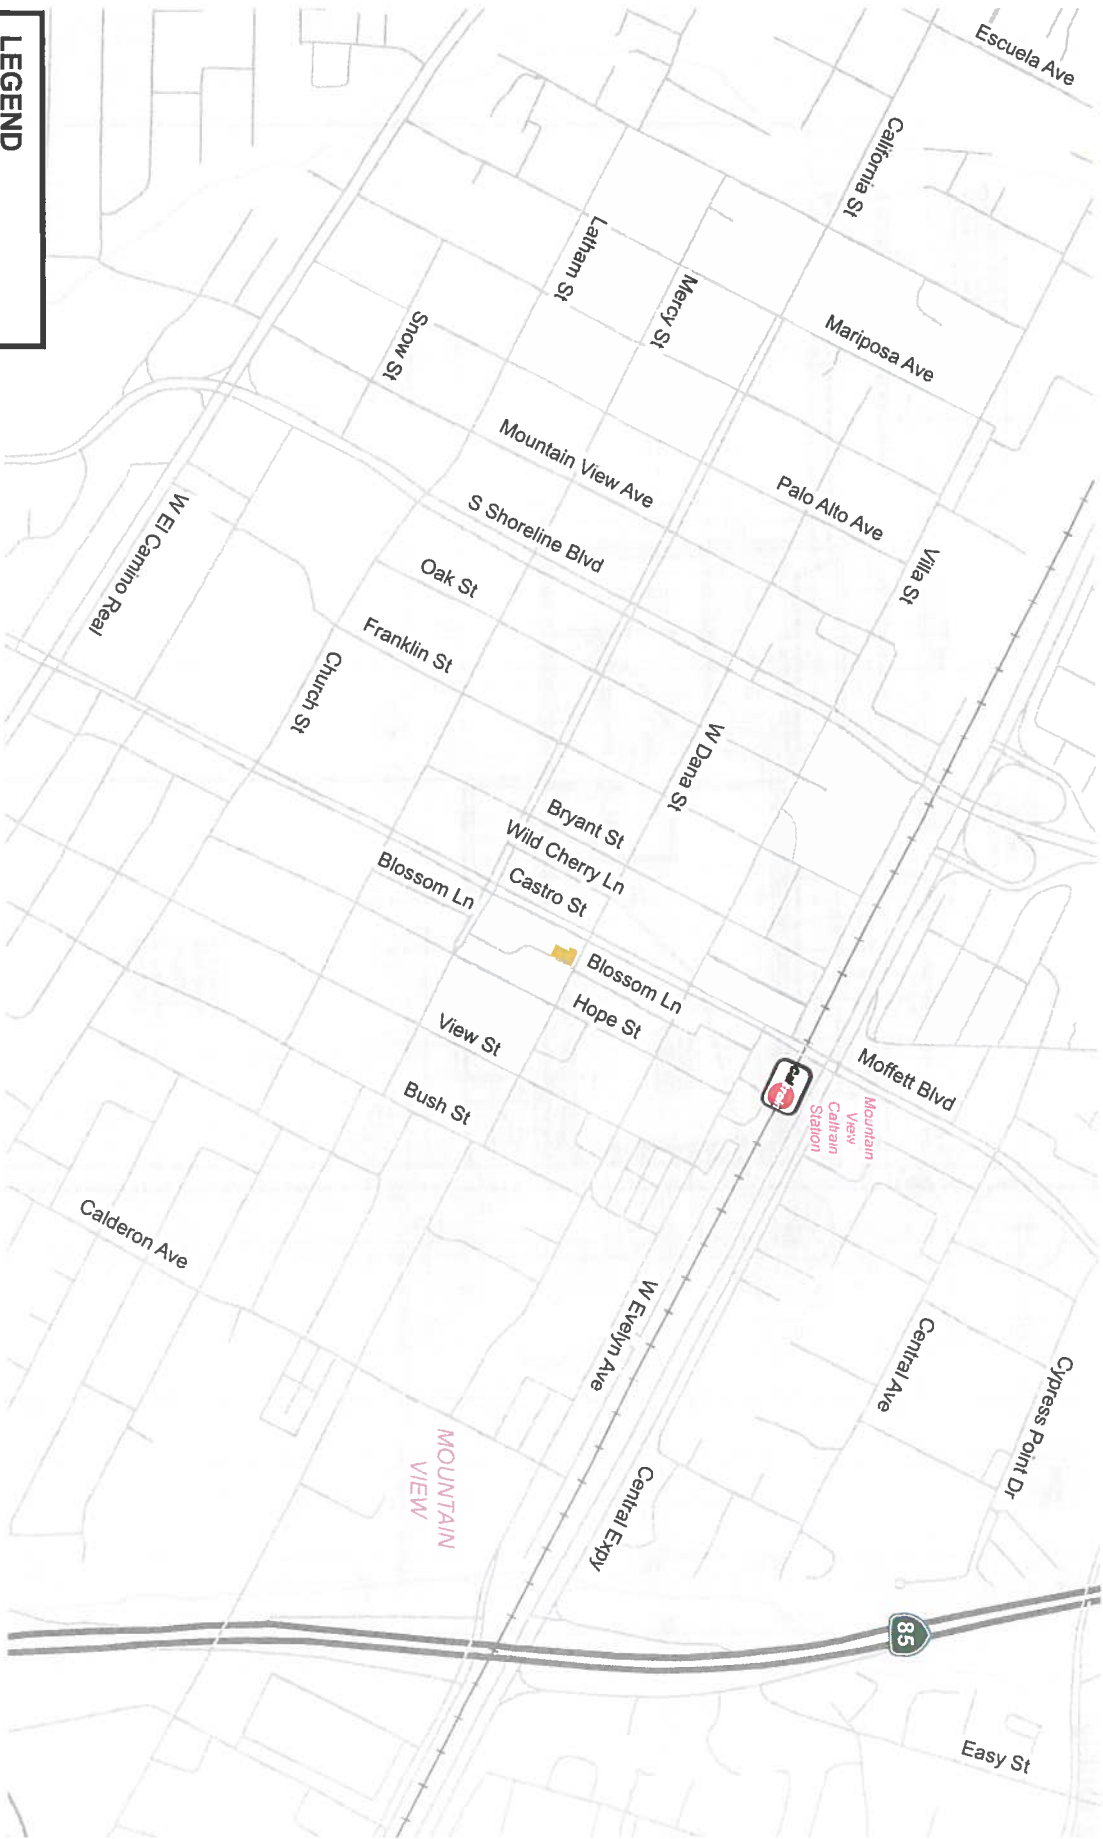 Escuela Ave
California St
Latham St
Mercy St
Snow St
Mariposa Ave
Mountain View Ave
Palo Alto Ave
S Shoreline Blvd
Villa St
W El Camino Real
Oak St
Franklin St
Church St
W Dana St
Bryant St
Wild Cherry Ln
Castro St
Blossom Ln
Blossom Ln
Hope St
View St
Bush St
Moffett Blvd
Caltrain
Mountain
View
Caltrain
Station
Calderon Ave
W Evelyn Ave
Central Ave
Cypress Point Dr
Central Expy
MOUNTAIN
VIEW
85
Easy St
LEGEND